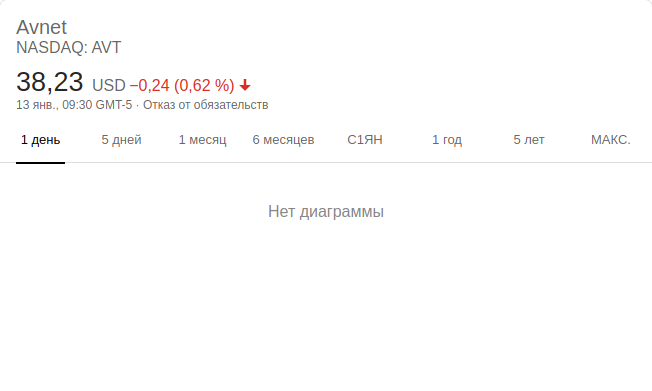 Avnet
NASDAQ: AVT
38,23 USD −0,24 (0,62 %)
13 янв., 09:30 GMT-5 · Отказ от обязательств
1 день 5 дней 1 месяц 6 месяцев С1ЯН 1 год 5 лет МАКС.
Нет диаграммы